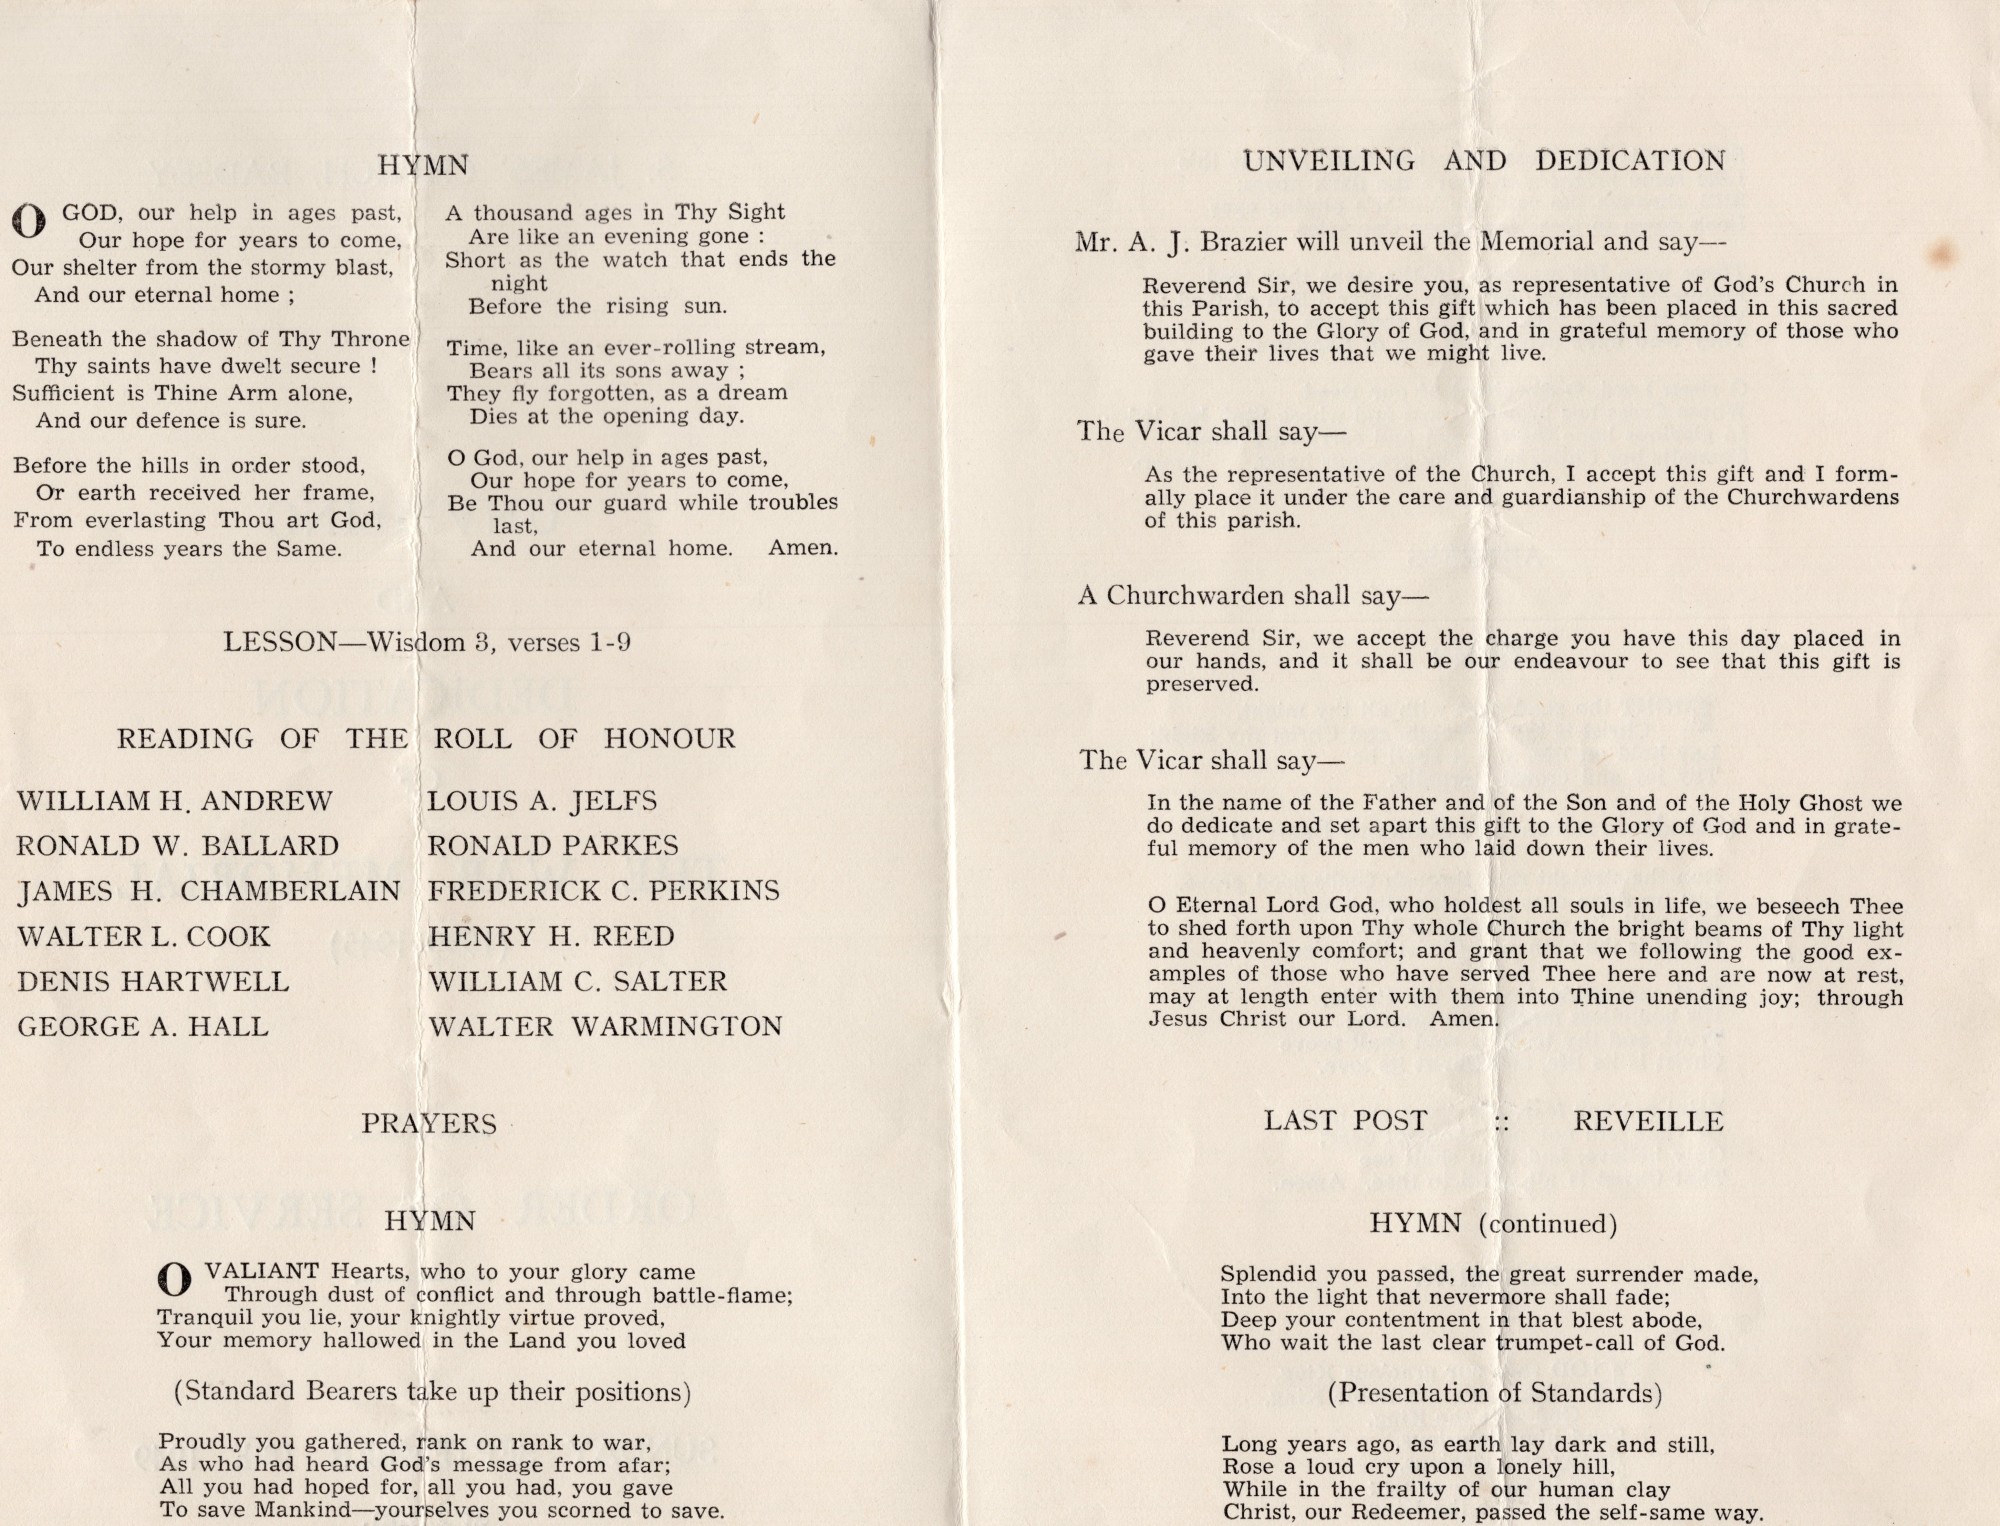 HYMN
O GOD, our help in ages past,
Our hope for years to come,
Our shelter from the stormy blast,
And our eternal home ;
Beneath the shadow of Thy Throne
Thy saints have dwelt secure !
Sufficient is Thine Arm alone,
And our defence is sure.
Before the hills in order stood,
Or earth received her frame,
From everlasting Thou art God,
To endless years the Same.
A thousand ages in Thy Sight
Are like an evening gone :
Short as the watch that ends the
night
Before the rising sun.
Time, like an ever-rolling stream,
Bears all its sons away ;
They fly forgotten, as a dream
Dies at the opening day.
O God, our help in ages past,
Our hope for years to come,
Be Thou our guard while troubles
last,
And our eternal home. Amen.
LESSON—Wisdom 3, verses 1-9
READING OF THE ROLL OF HONOUR
WILLIAM H. ANDREW
RONALD W. BALLARD
JAMES H. CHAMBERLAIN
WALTER L. COOK
DENIS HARTWELL
GEORGE A. HALL
LOUIS A. JELFS
RONALD PARKES
FREDERICK C. PERKINS
HENRY H. REED
WILLIAM C. SALTER
WALTER WARMINGTON
PRAYERS
HYMN
O VALIANT Hearts, who to your glory came
Through dust of conflict and through battle-flame;
Tranquil you lie, your knightly virtue proved,
Your memory hallowed in the Land you loved
(Standard Bearers take up their positions)
Proudly you gathered, rank on rank to war,
As who had heard God's message from afar;
All you had hoped for, all you had, you gave
To save Mankind—yourselves you scorned to save.
UNVEILING AND DEDICATION
Mr. A. J. Brazier will unveil the Memorial and say—
Reverend Sir, we desire you, as representative of God's Church in
this Parish, to accept this gift which has been placed in this sacred
building to the Glory of God, and in grateful memory of those who
gave their lives that we might live.
The Vicar shall say—
As the representative of the Church, I accept this gift and I form-
ally place it under the care and guardianship of the Churchwardens
of this parish.
A Churchwarden shall say—
Reverend Sir, we accept the charge you have this day placed in
our hands, and it shall be our endeavour to see that this gift is
preserved.
The Vicar shall say—
In the name of the Father and of the Son and of the Holy Ghost we
do dedicate and set apart this gift to the Glory of God and in grate-
ful memory of the men who laid down their lives.
O Eternal Lord God, who holdest all souls in life, we beseech Thee
to shed forth upon Thy whole Church the bright beams of Thy light
and heavenly comfort; and grant that we following the good ex-
amples of those who have served Thee here and are now at rest,
may at length enter with them into Thine unending joy; through
Jesus Christ our Lord. Amen.
LAST POST :: REVEILLE
HYMN (continued)
Splendid you passed, the great surrender made,
Into the light that nevermore shall fade;
Deep your contentment in that blest abode,
Who wait the last clear trumpet-call of God.
(Presentation of Standards)
Long years ago, as earth lay dark and still,
Rose a loud cry upon a lonely hill,
While in the frailty of our human clay
Christ, our Redeemer, passed the self-same way.